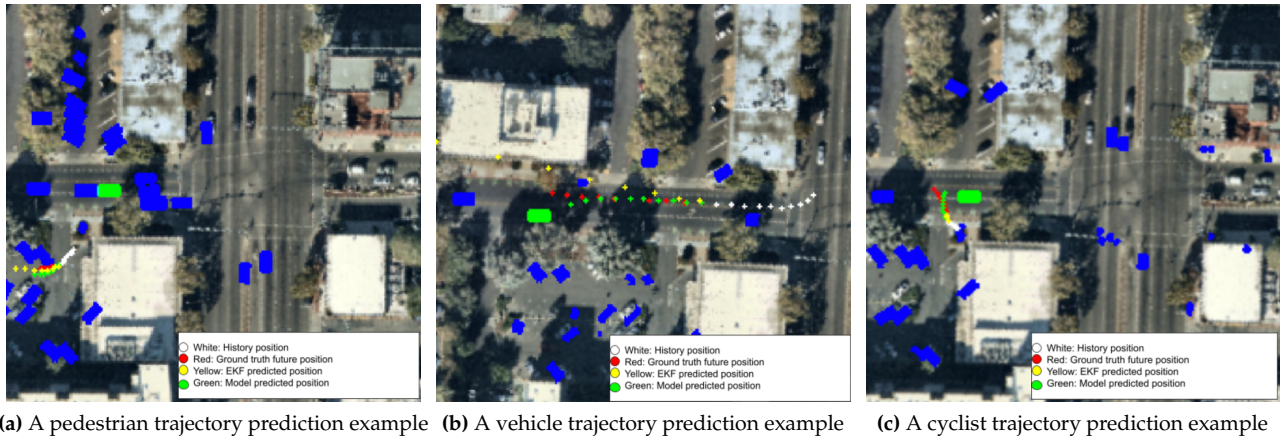 White: History position
Red: Ground truth future position
Yellow: EKF predicted position
Green: Model predicted position
White: History position
Red: Ground truth future position
Yellow: EKF predicted position
Green: Model predicted position
White: History position
Red: Ground truth future position
Yellow: EKF predicted position
Green: Model predicted position
(a) A pedestrian trajectory prediction example
(b) A vehicle trajectory prediction example
(c) A cyclist trajectory prediction example